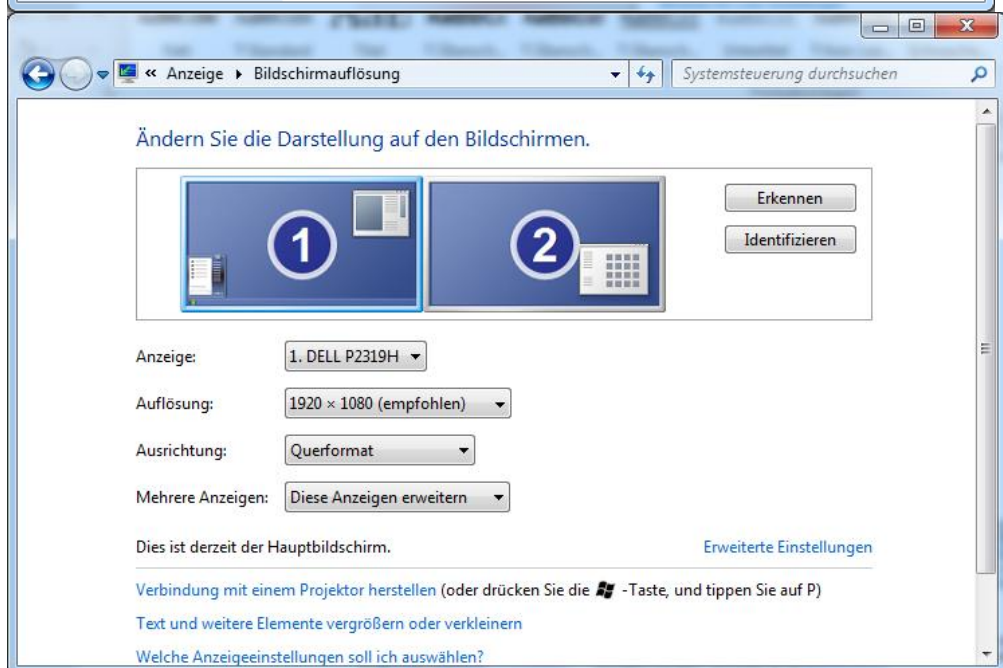 « Anzeige ▸ Bildschirmauflösung
Systemsteuerung durchsuchen
Ändern Sie die Darstellung auf den Bildschirmen.
1 2
Erkennen
Identifizieren
Anzeige: 1. DELL P2319H
Auflösung: 1920 × 1080 (empfohlen)
Ausrichtung: Querformat
Mehrere Anzeigen: Diese Anzeigen erweitern
Dies ist derzeit der Hauptbildschirm. Erweiterte Einstellungen
Verbindung mit einem Projektor herstellen (oder drücken Sie die -Taste, und tippen Sie auf P)
Text und weitere Elemente vergrößern oder verkleinern
Welche Anzeigeeinstellungen soll ich auswählen?